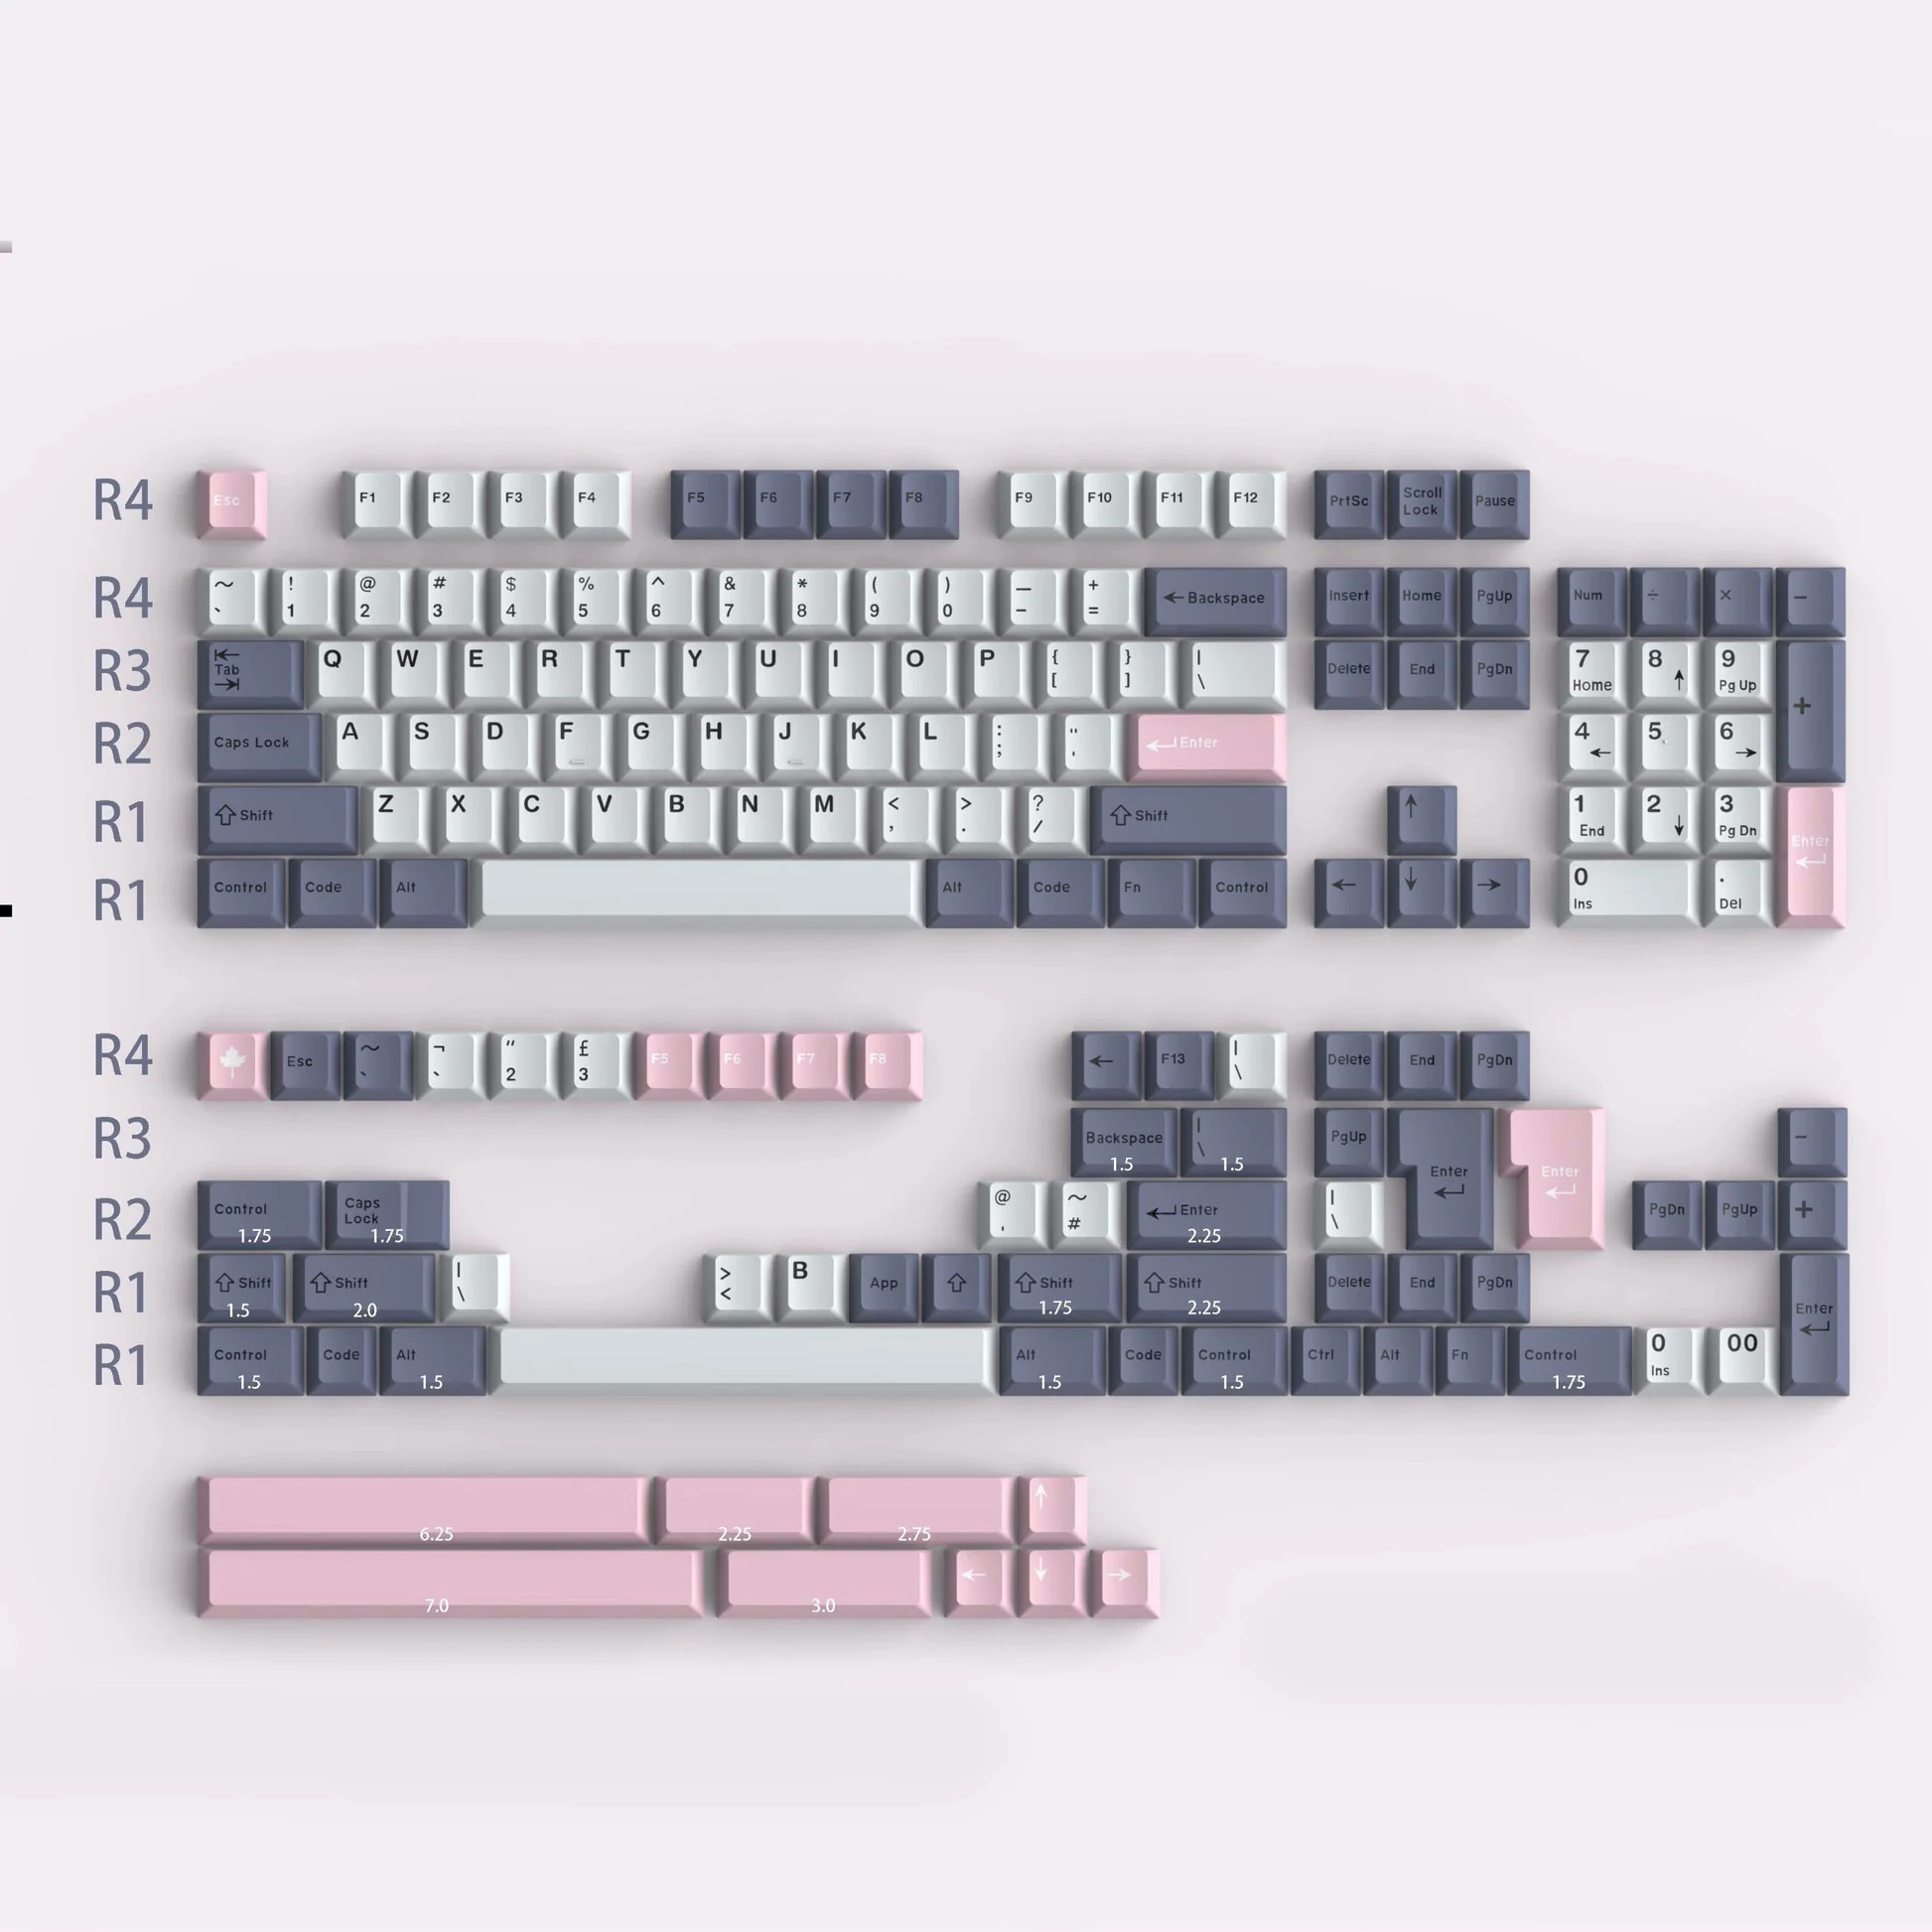 R4 Esc F1 F2 F3 F4 F5 F6 F7 F8 F9 F10 F11 F12 PrtSc Scroll Lock Pause
R4 ~ ` ! 1 @ 2 # 3 $ 4 % 5 ^ 6 & 7 * 8 ( 9 ) 0 — - + = ← Backspace Insert Home PgUp Num ÷ × −
R3 Tab Q W E R T Y U I O P { [ } ] | \ Delete End PgDn 7 Home 8 ↑ 9 Pg Up +
R2 Caps Lock A S D F G H J K L : ; " ' Enter 4 ← 5 6 →
R1 Shift Z X C V B N M < , > . ? / Shift ↑ 1 End 2 ↓ 3 Pg Dn Enter
R1 Control Code Alt Alt Code Fn Control ← ↓ → 0 Ins . Del
R4 Esc ~ ` ¬ ` “ 2 £ 3 F5 F6 F7 F8 ← F13 | \ Delete End PgDn
R3 Backspace 1.5 | \ 1.5 PgUp Enter Enter −
R2 Control 1.75 Caps Lock 1.75 @ ' ~ # Enter 2.25 | \ PgDn PgUp +
R1 Shift 1.5 Shift 2.0 | \ > < B App Shift 1.75 Shift 2.25 Delete End PgDn Enter
R1 Control 1.5 Code Alt 1.5 Alt 1.5 Code Control 1.5 Ctrl Alt Fn Control 1.75 0 Ins 00
6.25 2.25 2.75 ↑
7.0 3.0 ← ↓ →